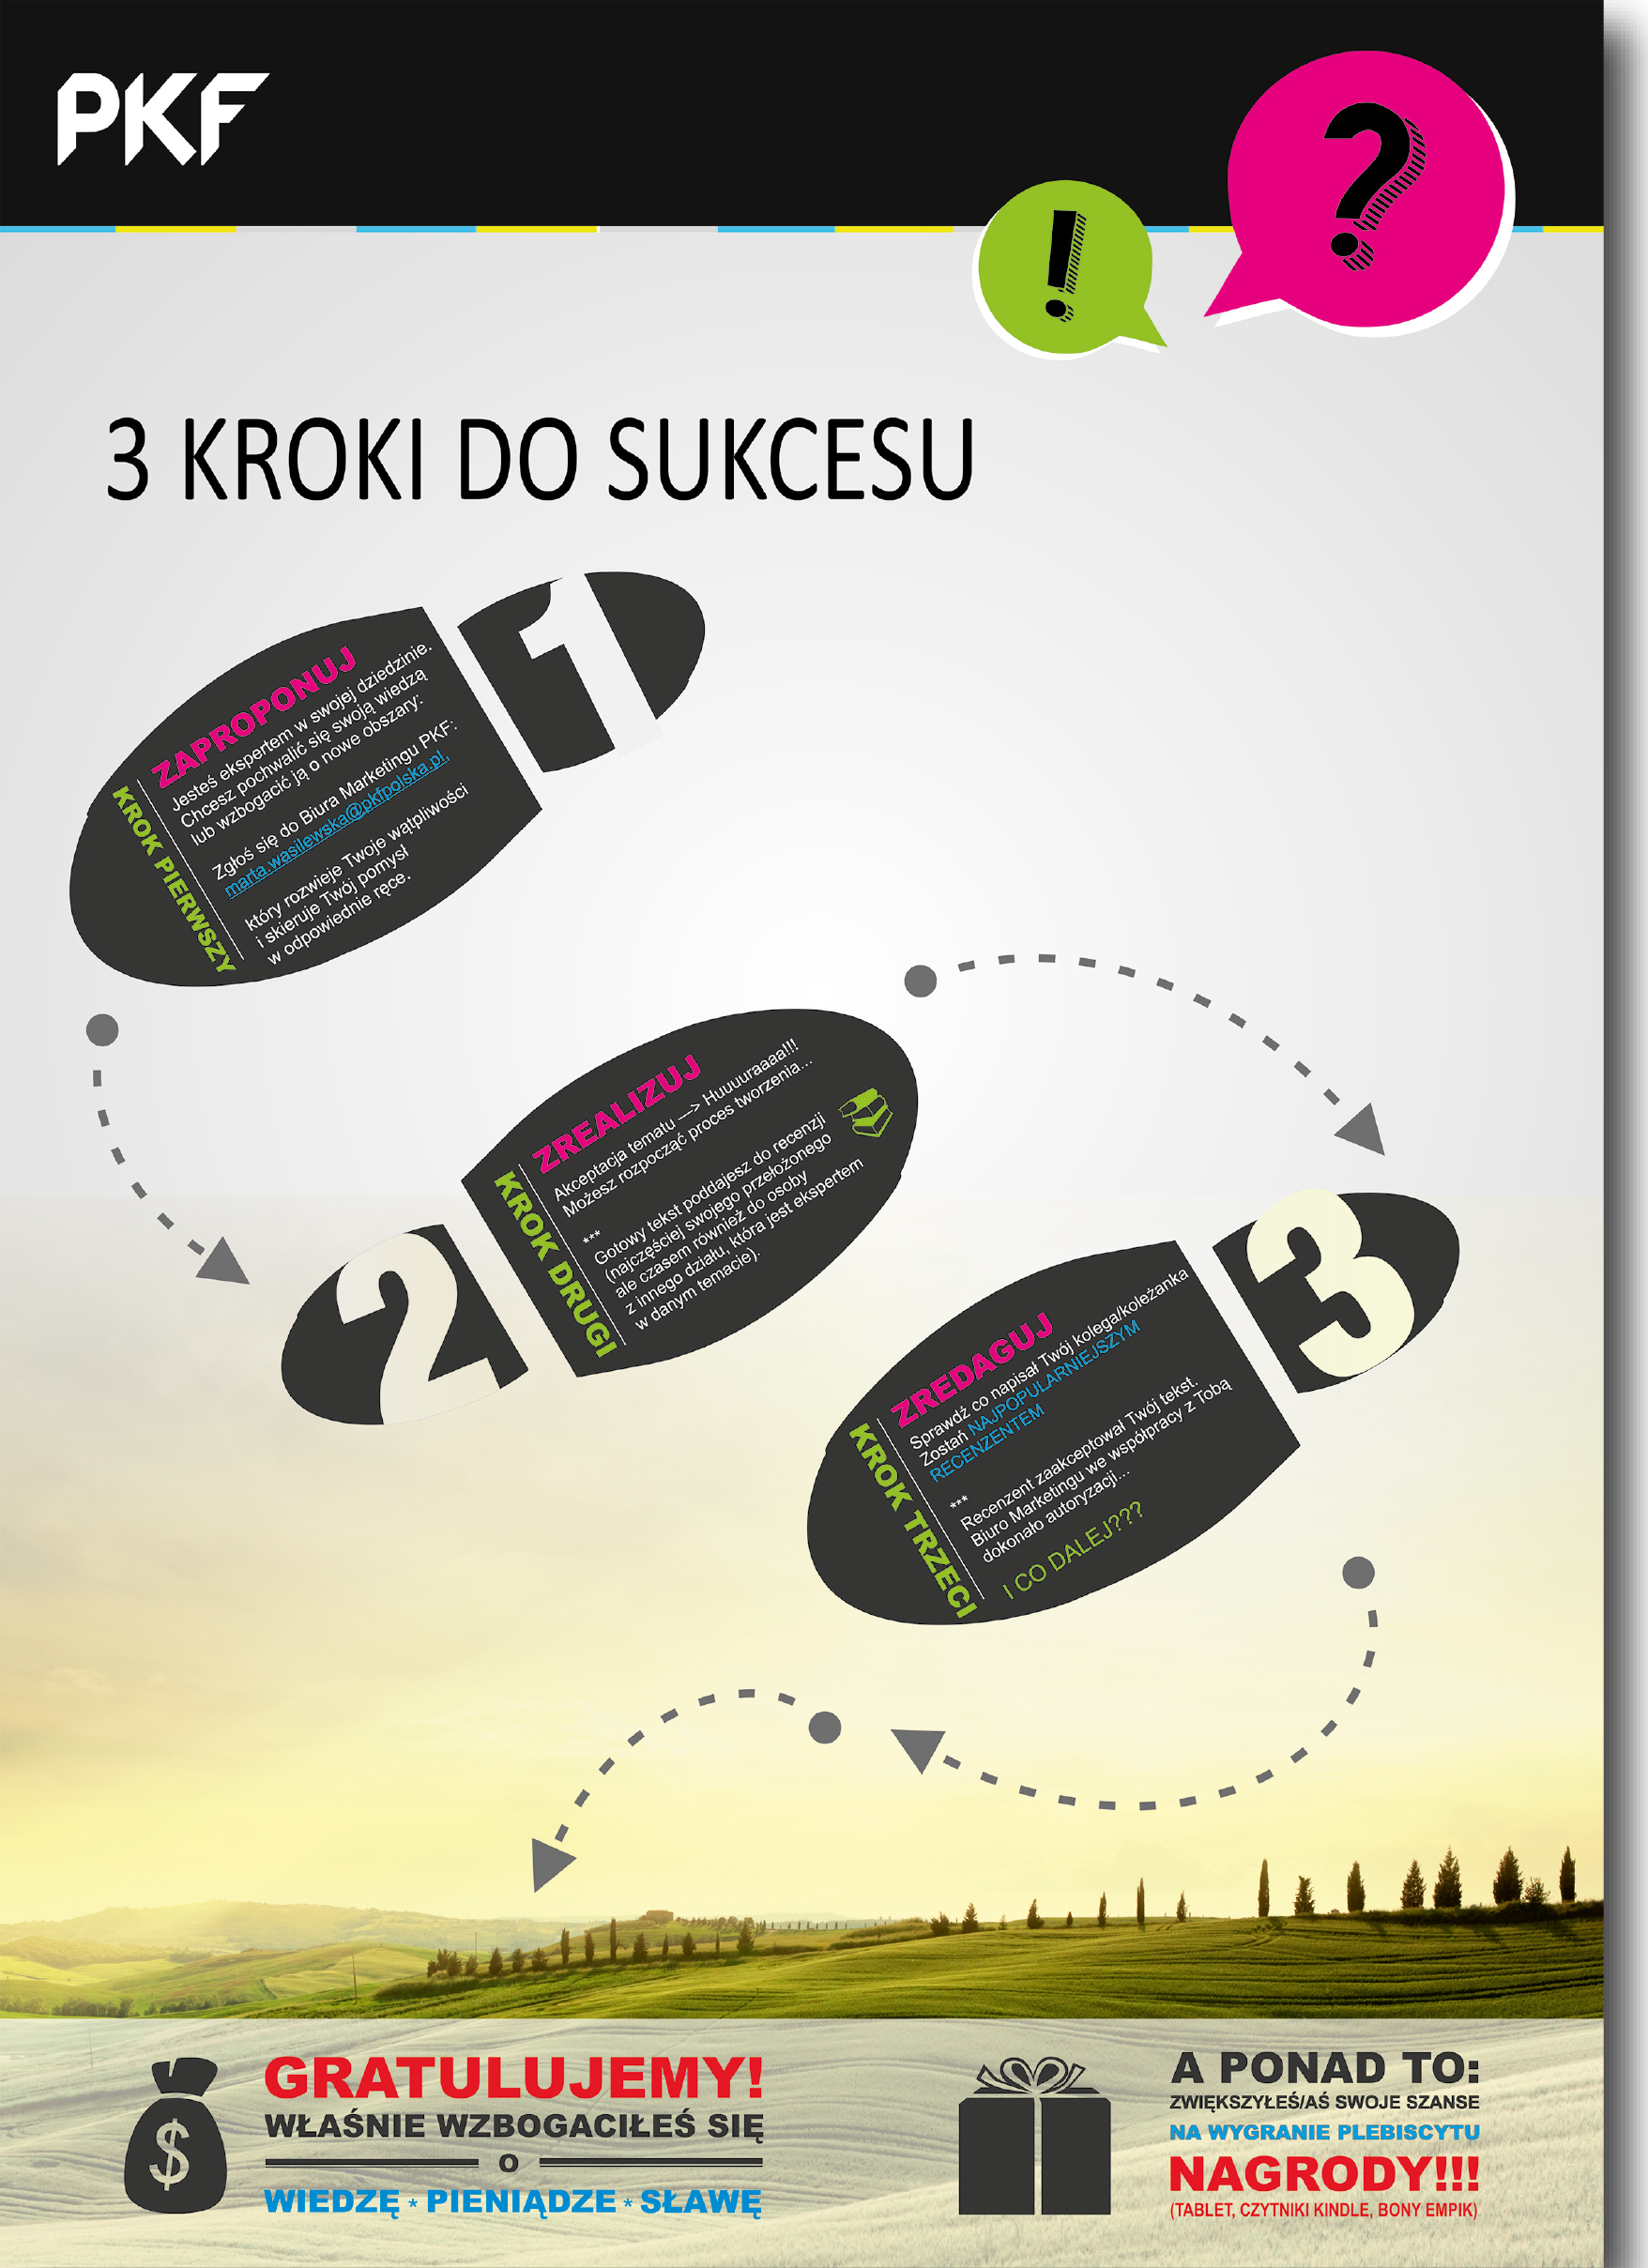 PKF
!
?
3 KROKI DO SUKCESU
1
KROK PIERWSZY
ZAPROPONUJ
Jesteś ekspertem w swojej dziedzinie.
Chcesz pochwalić się swoją wiedzą
lub wzbogacić ją o nowe obszary:
Zgłoś się do Biura Marketingu PKF:
marta.wasilewska@pkfpolska.pl,
który rozwieje Twoje wątpliwości
i skieruje Twój pomysł
w odpowiednie ręce.
2
KROK DRUGI
ZREALIZUJ
Akceptacja tematu —> Huuuuraaaa!!!
Możesz rozpocząć proces tworzenia...
***
Gotowy tekst poddajesz do recenzji
(najczęściej swojego przełożonego
ale czasem również do osoby
z innego działu, która jest ekspertem
w danym temacie).
3
KROK TRZECI
ZREDAGUJ
Sprawdź co napisał Twój kolega/koleżanka
Zostań NAJPOPULARNIEJSZYM
RECENZENTEM
***
Recenzent zaakceptował Twój tekst.
Biuro Marketingu we współpracy z Tobą
dokonało autoryzacji...
I CO DALEJ???
$
GRATULUJEMY!
WŁAŚNIE WZBOGACIŁEŚ SIĘ
O
WIEDZĘ * PIENIĄDZE * SŁAWĘ
A PONAD TO:
ZWIĘKSZYŁEŚ/AŚ SWOJE SZANSE
NA WYGRANIE PLEBISCYTU
NAGRODY!!!
(TABLET, CZYTNIKI KINDLE, BONY EMPIK)